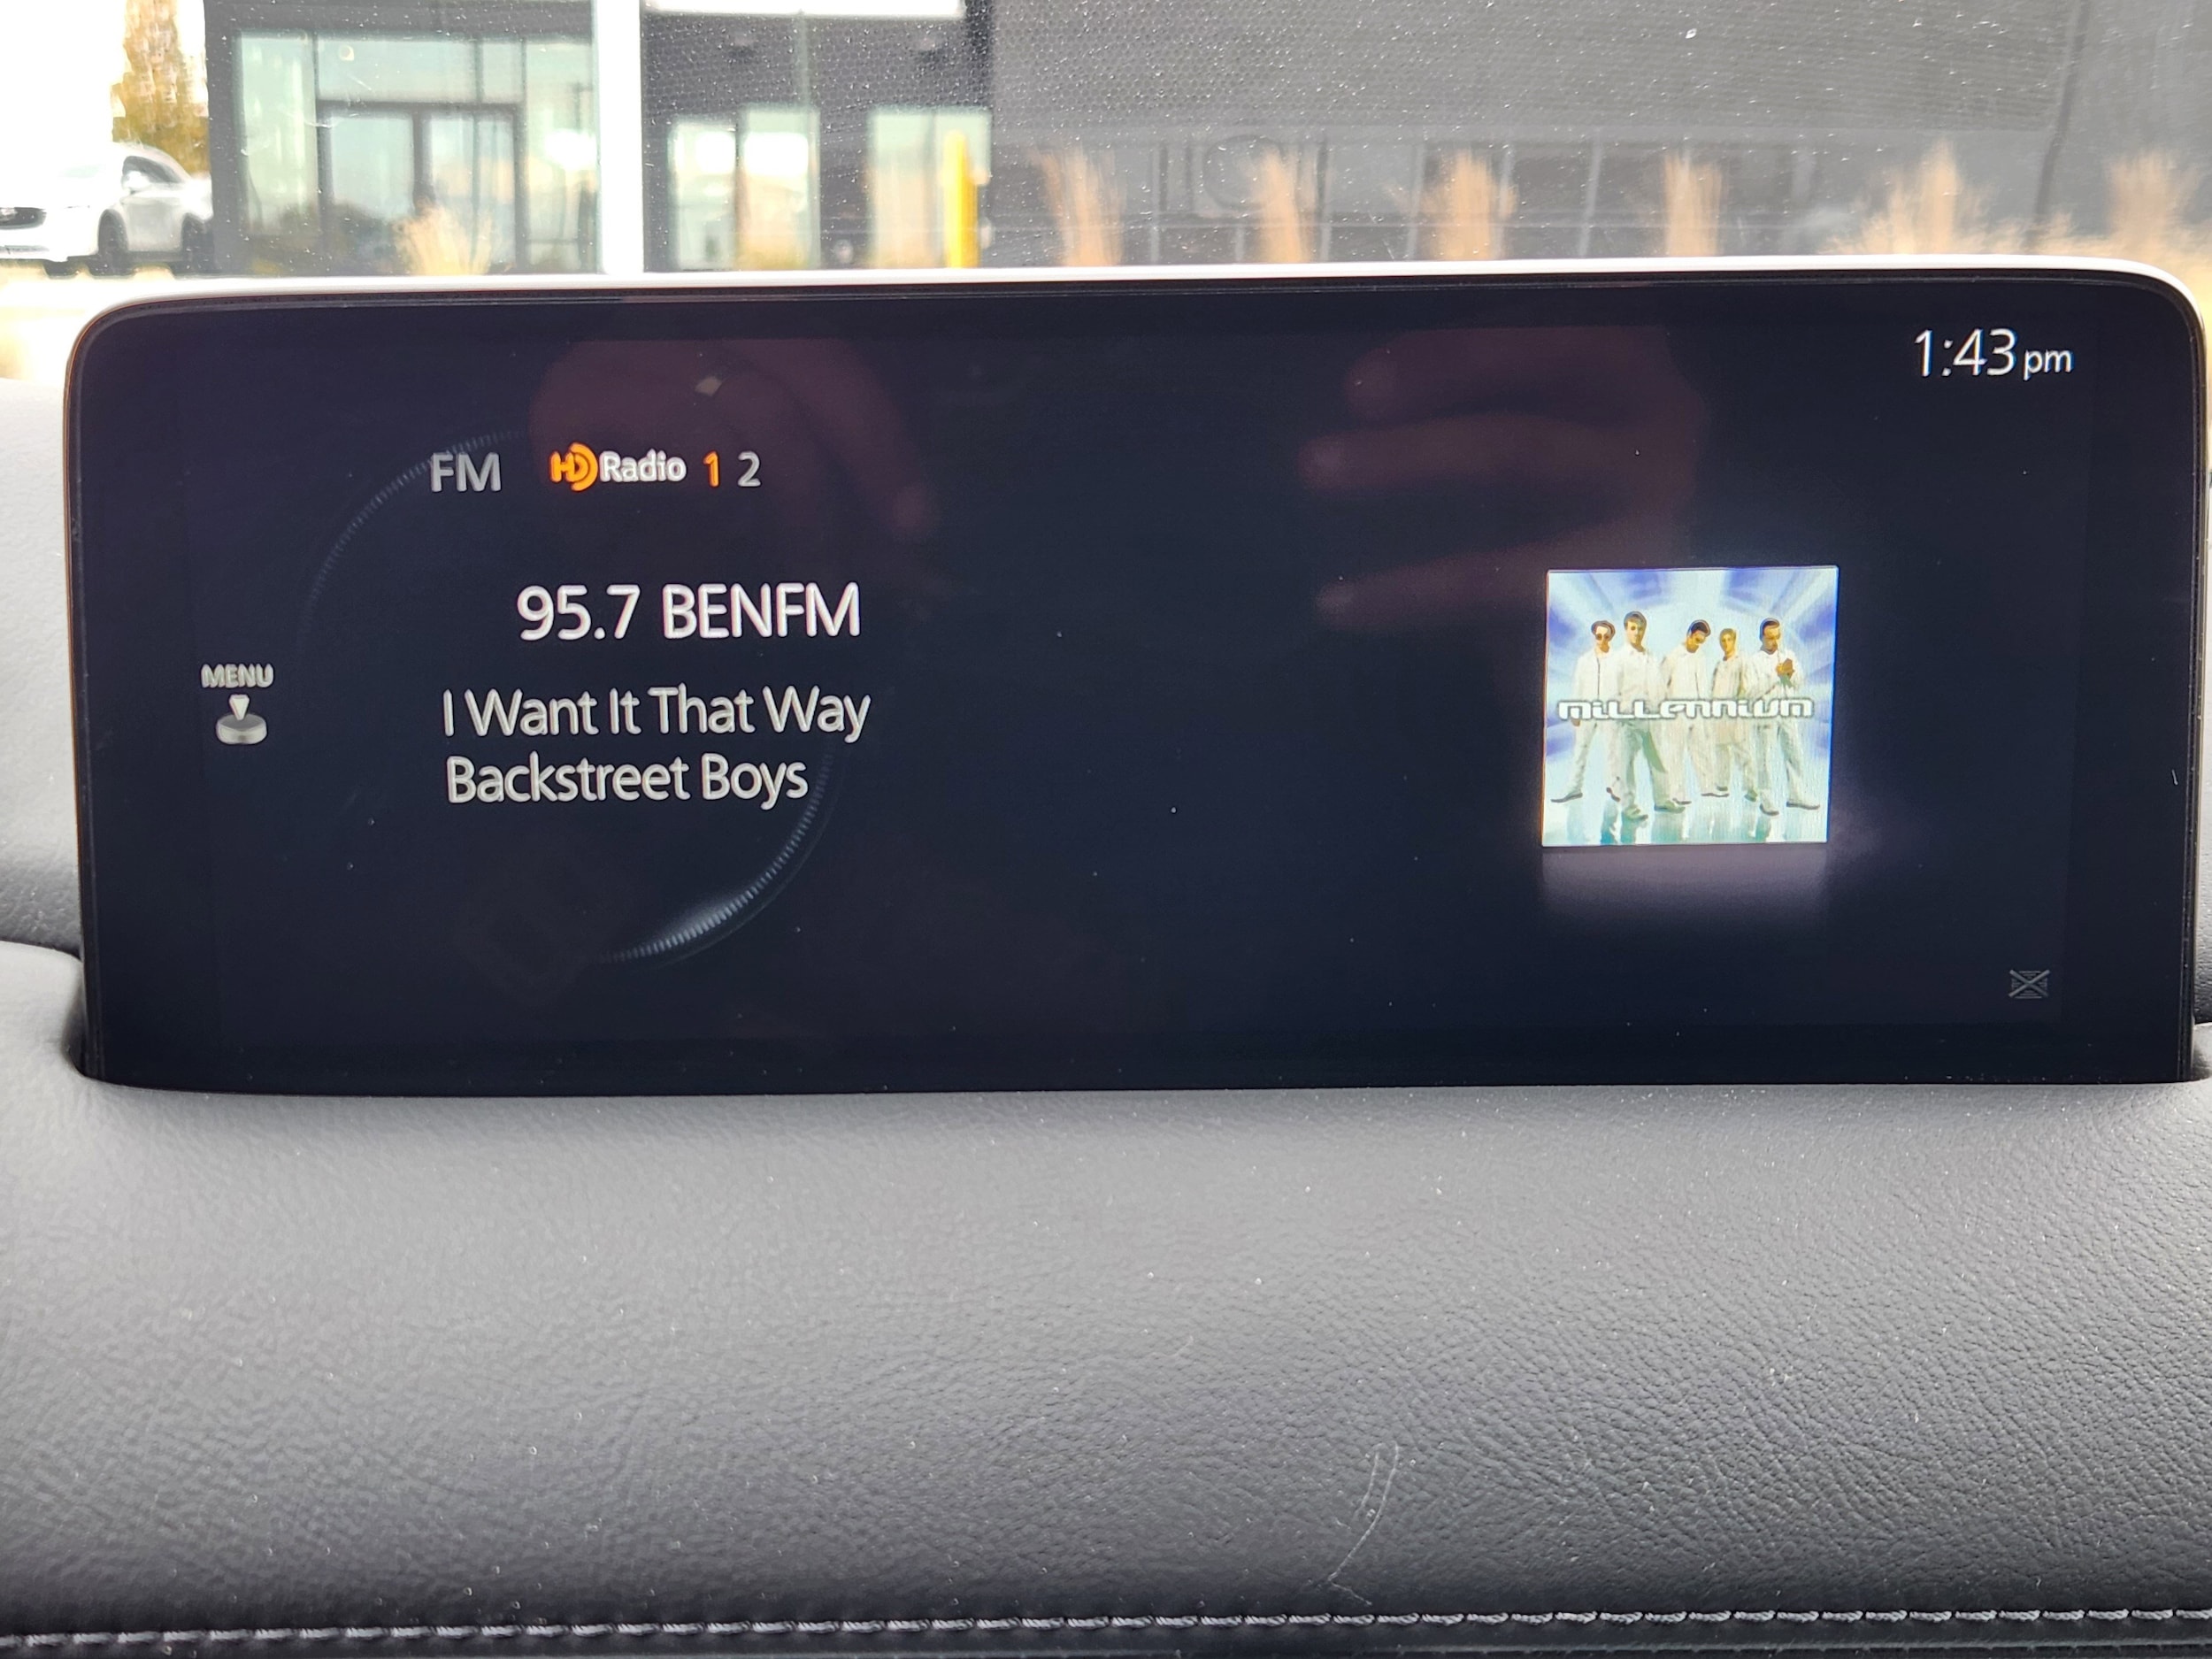 1:43 pm
FM HD Radio 1 2
95.7 BENFM
MENU
I Want It That Way
Backstreet Boys
millennium